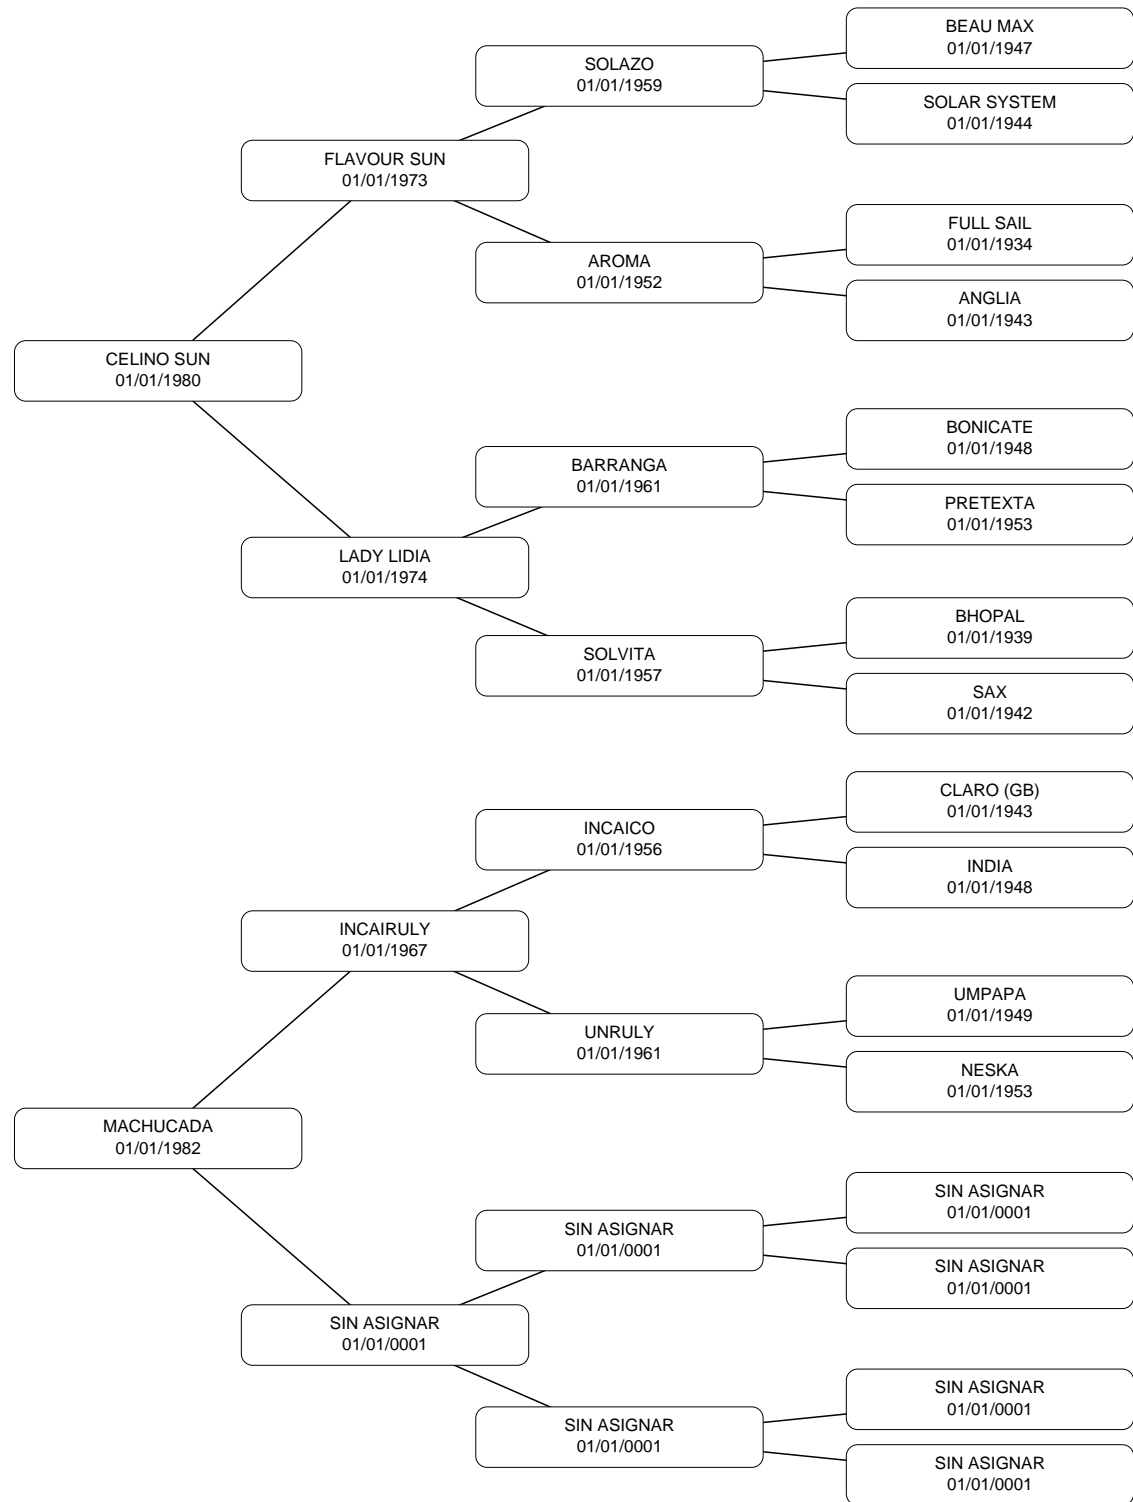 BEAU MAX
01/01/1947
SOLAZO
01/01/1959
SOLAR SYSTEM
01/01/1944
FLAVOUR SUN
01/01/1973
FULL SAIL
01/01/1934
AROMA
01/01/1952
ANGLIA
01/01/1943
CELINO SUN
01/01/1980
BONICATE
01/01/1948
BARRANGA
01/01/1961
PRETEXTA
01/01/1953
LADY LIDIA
01/01/1974
BHOPAL
01/01/1939
SOLVITA
01/01/1957
SAX
01/01/1942
CLARO (GB)
01/01/1943
INCAICO
01/01/1956
INDIA
01/01/1948
INCAIRULY
01/01/1967
UMPAPA
01/01/1949
UNRULY
01/01/1961
NESKA
01/01/1953
MACHUCADA
01/01/1982
SIN ASIGNAR
01/01/0001
SIN ASIGNAR
01/01/0001
SIN ASIGNAR
01/01/0001
SIN ASIGNAR
01/01/0001
SIN ASIGNAR
01/01/0001
SIN ASIGNAR
01/01/0001
SIN ASIGNAR
01/01/0001